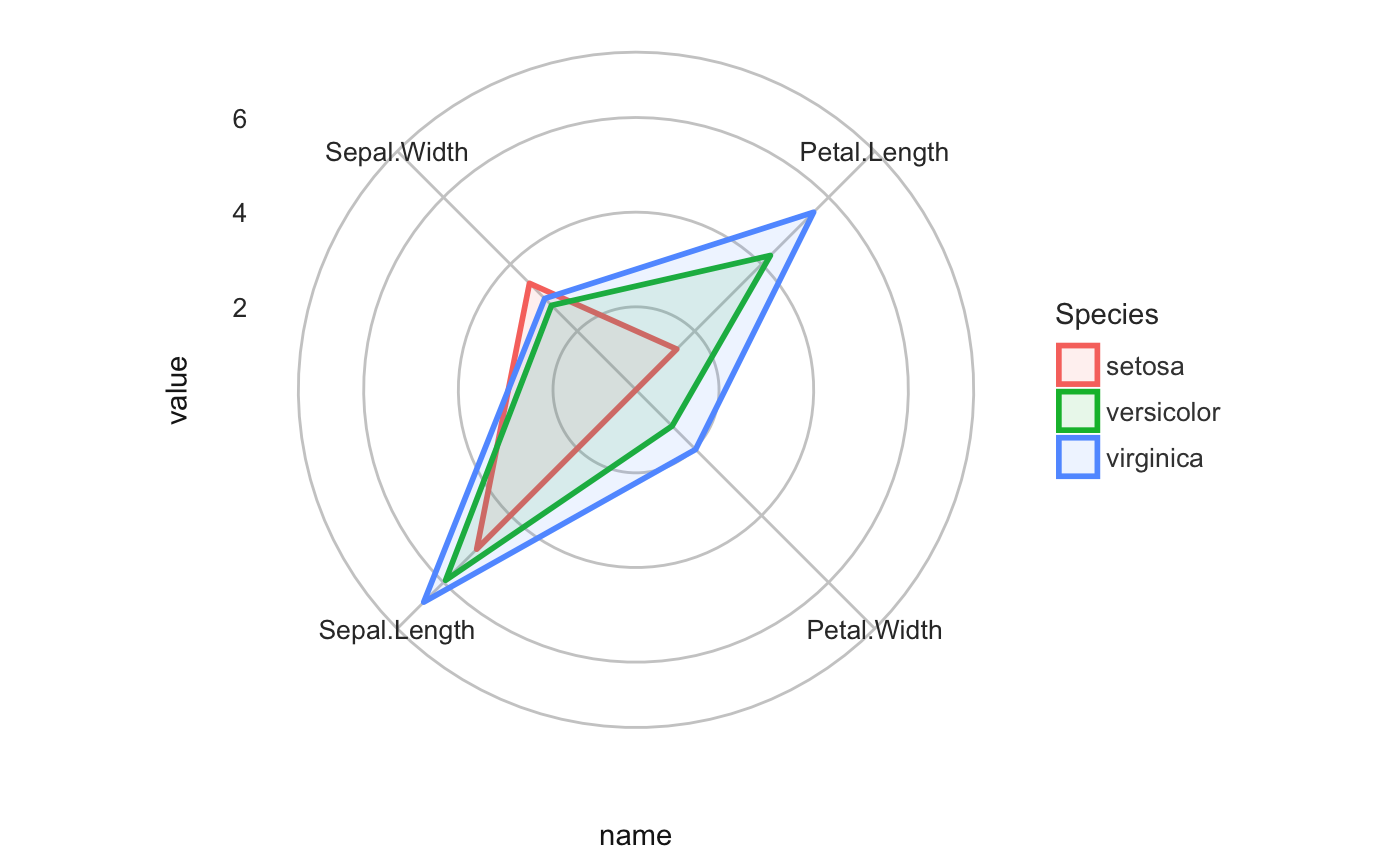 6
4
2
value
Sepal.Width
Petal.Length
Sepal.Length
Petal.Width
name
Species
setosa
versicolor
virginica